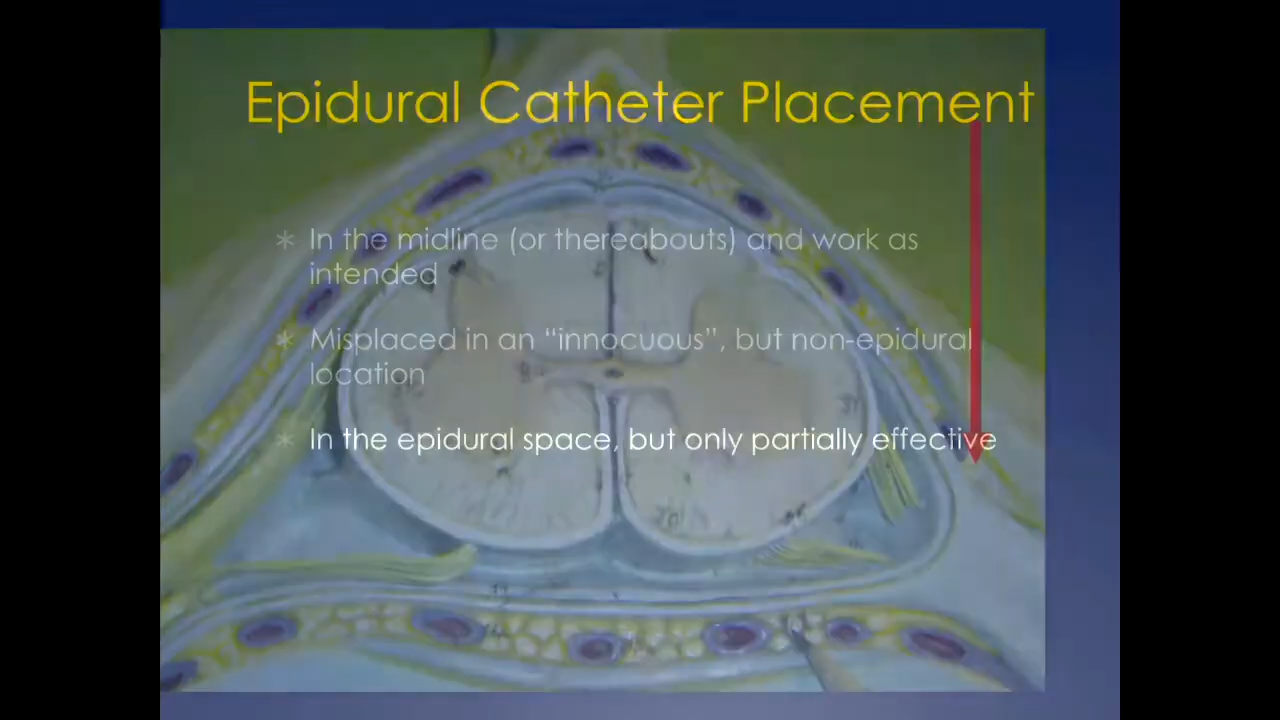 Epidural Catheter Placement
* In the midline (or thereabouts) and work as
intended
* Misplaced in an “innocuous”, but non-epidural
location
* In the epidural space, but only partially effective